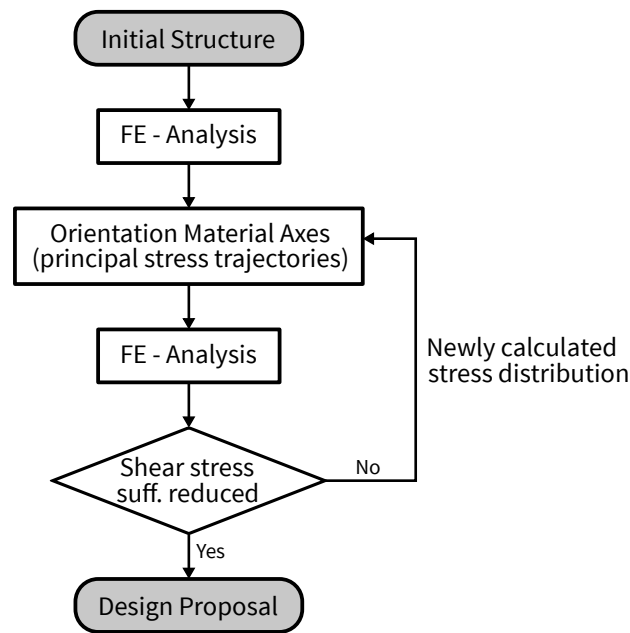 Initial Structure
FE - Analysis
Orientation Material Axes
(principal stress trajectories)
FE - Analysis
Newly calculated
stress distribution
Shear stress
suff. reduced
No
Yes
Design Proposal